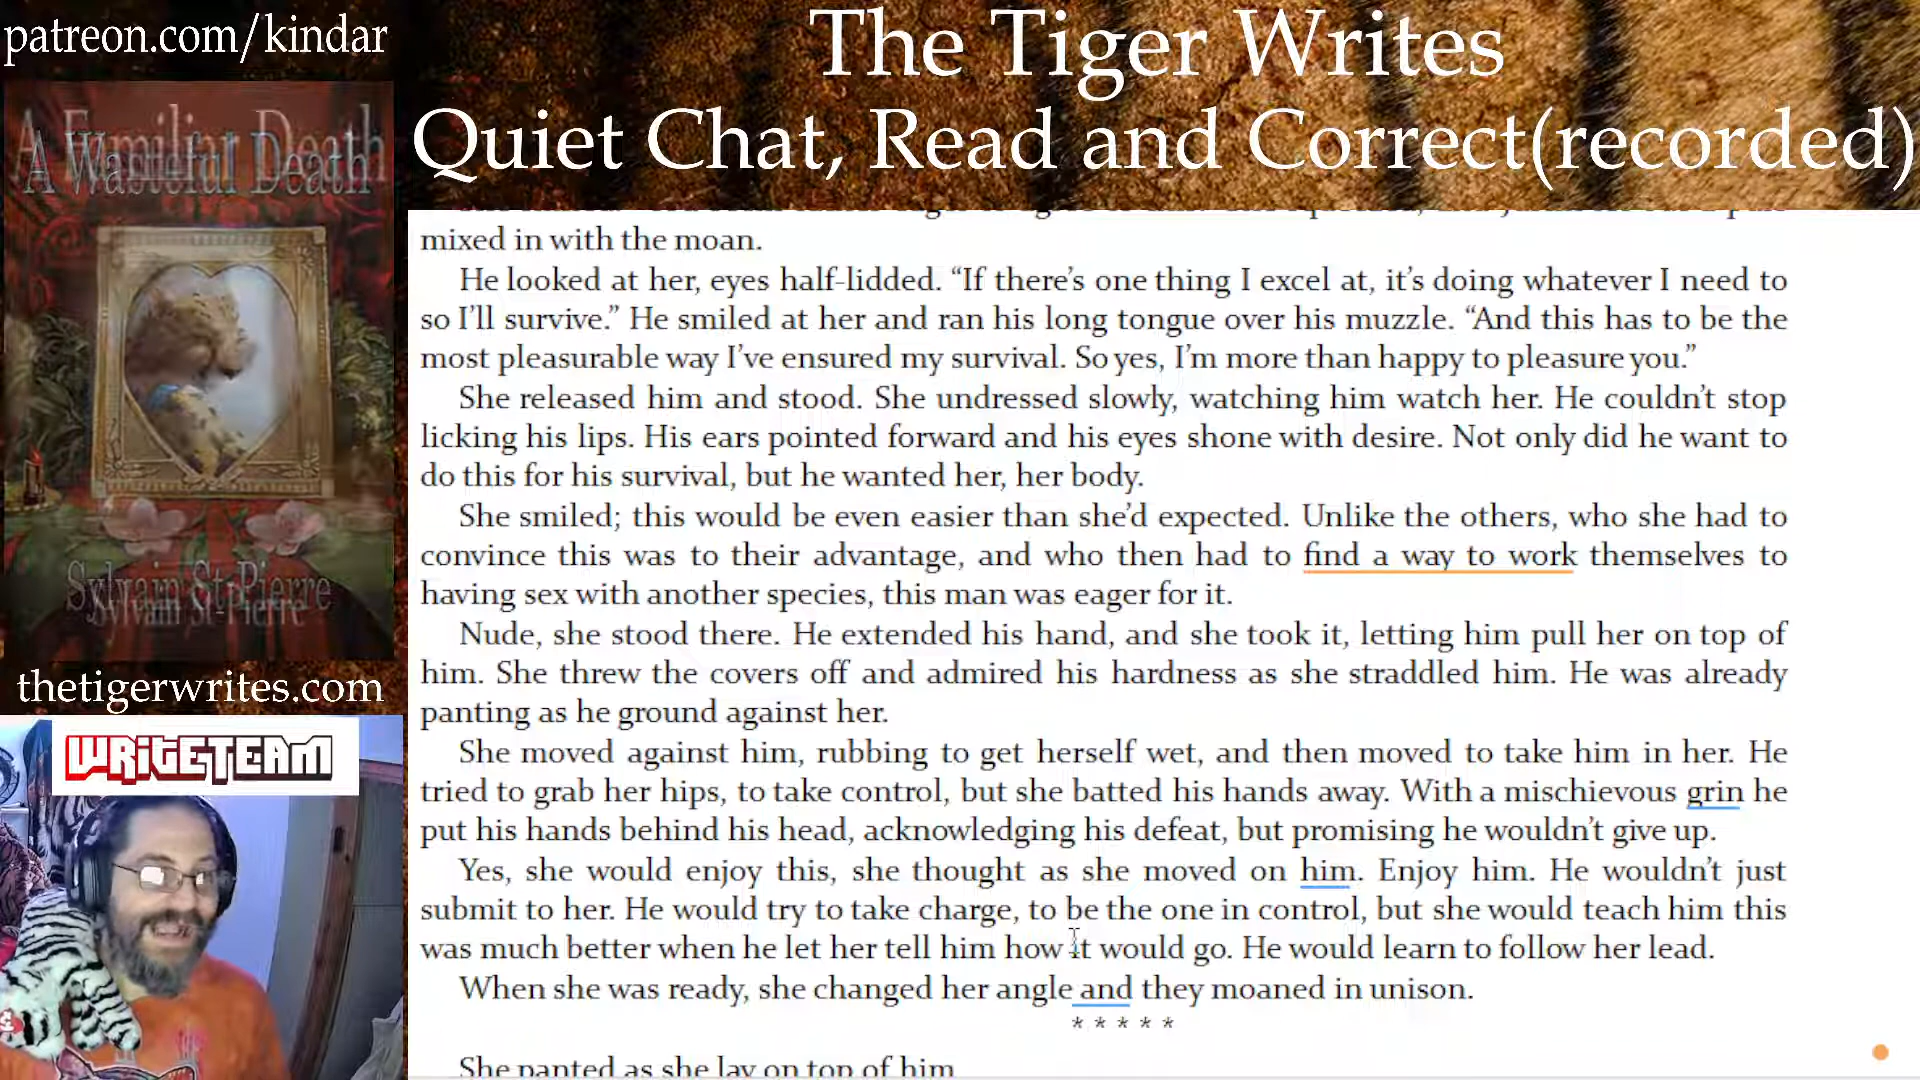 patreon.com/kindar
The Tiger Writes
Quiet Chat, Read and Correct(recorded)
A Familiar Death
A Wasteful Death
Sylvain St-Pierre
Sylvain St-Pierre
thetigerwrites.com
WRITETEAM
mixed in with the moan.
He looked at her, eyes half-lidded. “If there’s one thing I excel at, it’s doing whatever I need to
so I’ll survive.” He smiled at her and ran his long tongue over his muzzle. “And this has to be the
most pleasurable way I’ve ensured my survival. So yes, I’m more than happy to pleasure you.”
She released him and stood. She undressed slowly, watching him watch her. He couldn’t stop
licking his lips. His ears pointed forward and his eyes shone with desire. Not only did he want to
do this for his survival, but he wanted her, her body.
She smiled; this would be even easier than she’d expected. Unlike the others, who she had to
convince this was to their advantage, and who then had to find a way to work themselves to
having sex with another species, this man was eager for it.
Nude, she stood there. He extended his hand, and she took it, letting him pull her on top of
him. She threw the covers off and admired his hardness as she straddled him. He was already
panting as he ground against her.
She moved against him, rubbing to get herself wet, and then moved to take him in her. He
tried to grab her hips, to take control, but she batted his hands away. With a mischievous grin he
put his hands behind his head, acknowledging his defeat, but promising he wouldn’t give up.
Yes, she would enjoy this, she thought as she moved on him. Enjoy him. He wouldn’t just
submit to her. He would try to take charge, to be the one in control, but she would teach him this
was much better when he let her tell him how it would go. He would learn to follow her lead.
When she was ready, she changed her angle and they moaned in unison.
* * * * *
She panted as she lay on top of him